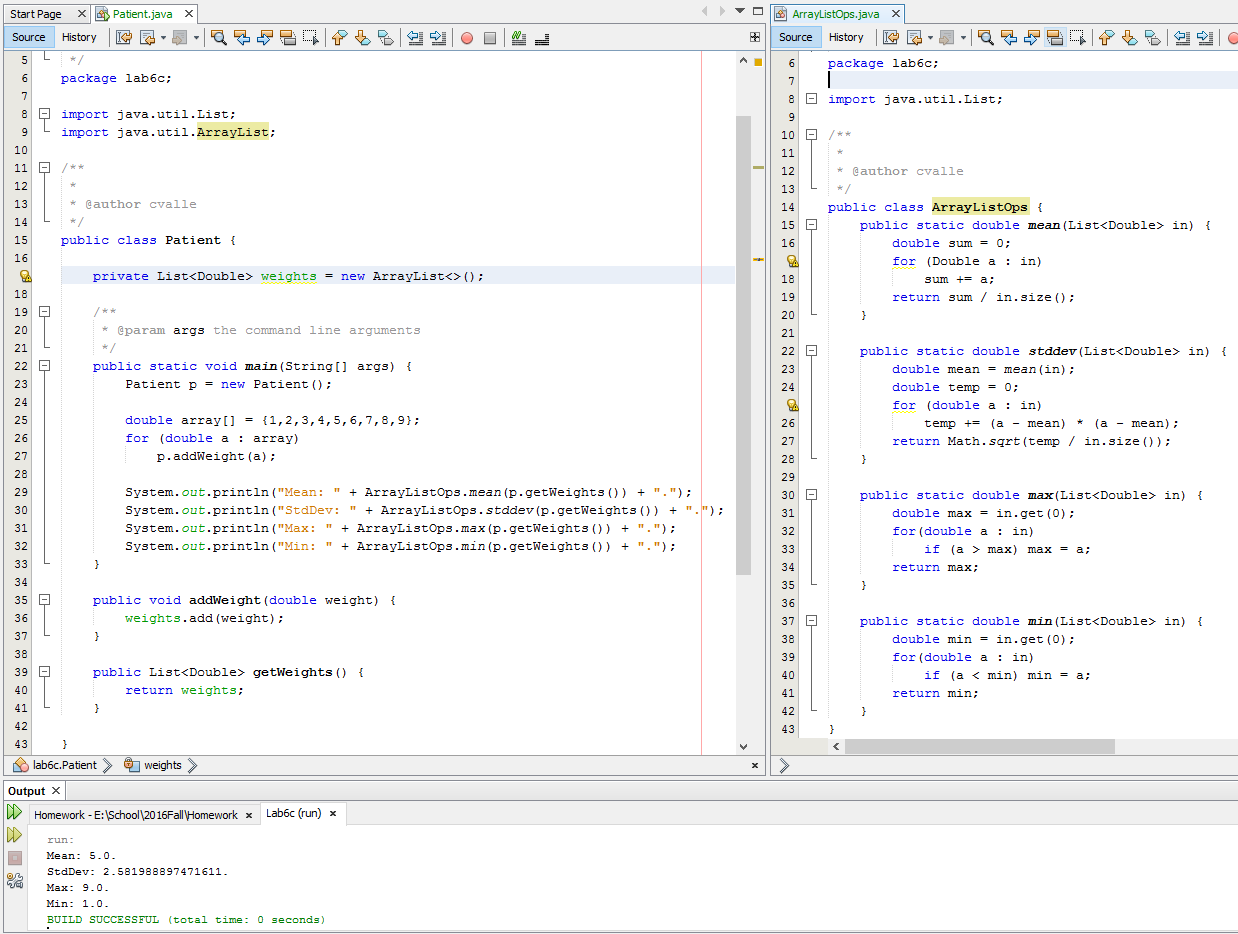 Start Page Patient.java
Source History
5 */
6 package lab6c;
7
8 import java.util.List;
9 import java.util.ArrayList;
10
11 /**
12 *
13 * @author cvalle
14 */
15 public class Patient {
16
private List<Double> weights = new ArrayList<>();
18
19 /**
20 * @param args the command line arguments
21 */
22 public static void main(String[] args) {
23 Patient p = new Patient();
24
25 double array[] = {1,2,3,4,5,6,7,8,9};
26 for (double a : array)
27 p.addWeight(a);
28
29 System.out.println("Mean: " + ArrayListOps.mean(p.getWeights()) + ".");
30 System.out.println("StdDev: " + ArrayListOps.stddev(p.getWeights()) + ".");
31 System.out.println("Max: " + ArrayListOps.max(p.getWeights()) + ".");
32 System.out.println("Min: " + ArrayListOps.min(p.getWeights()) + ".");
33 }
34
35 public void addWeight(double weight) {
36 weights.add(weight);
37 }
38
39 public List<Double> getWeights() {
40 return weights;
41 }
42
43 }
lab6c.Patient weights
ArrayListOps.java
Source History
6 package lab6c;
7
8 import java.util.List;
9
10 /**
11 *
12 * @author cvalle
13 */
14 public class ArrayListOps {
15 public static double mean(List<Double> in) {
16 double sum = 0;
for (Double a : in)
18 sum += a;
19 return sum / in.size();
20 }
21
22 public static double stddev(List<Double> in) {
23 double mean = mean(in);
24 double temp = 0;
for (double a : in)
26 temp += (a - mean) * (a - mean);
27 return Math.sqrt(temp / in.size());
28 }
29
30 public static double max(List<Double> in) {
31 double max = in.get(0);
32 for(double a : in)
33 if (a > max) max = a;
34 return max;
35 }
36
37 public static double min(List<Double> in) {
38 double min = in.get(0);
39 for(double a : in)
40 if (a < min) min = a;
41 return min;
42 }
43 }
Output
Homework - E:\School\2016Fall\Homework Lab6c (run)
run:
Mean: 5.0.
StdDev: 2.581988897471611.
Max: 9.0.
Min: 1.0.
BUILD SUCCESSFUL (total time: 0 seconds)